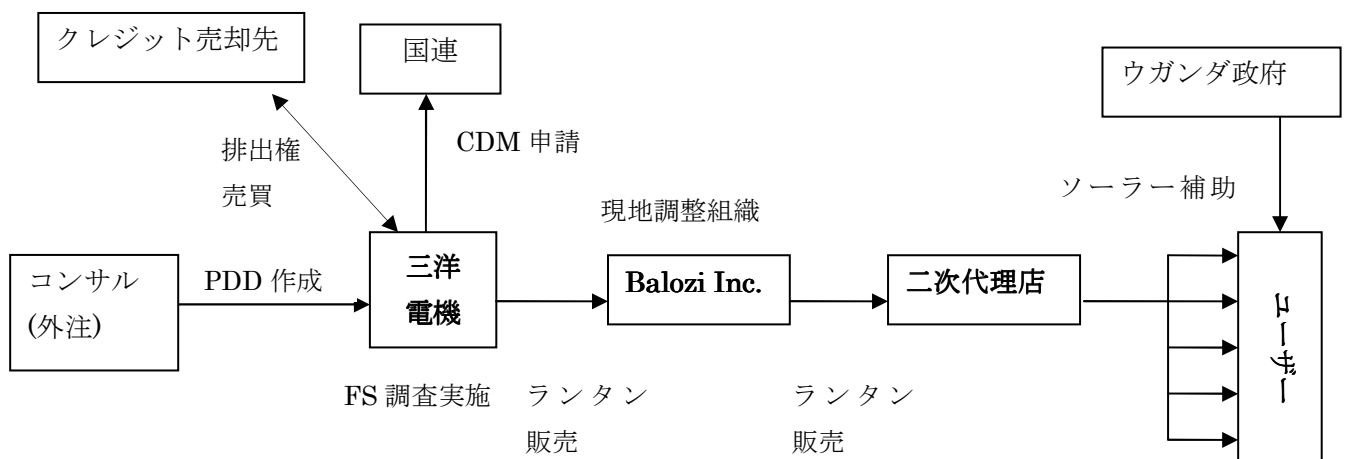 クレジット売却先
国連
ウガンダ政府
排出権
売買
CDM 申請
ソーラー補助
現地調整組織
コンサル
(外注)
PDD 作成
三洋
電機
Balozi Inc.
二次代理店
ユーザー
FS 調査実施
ランタン
販売
ランタン
販売